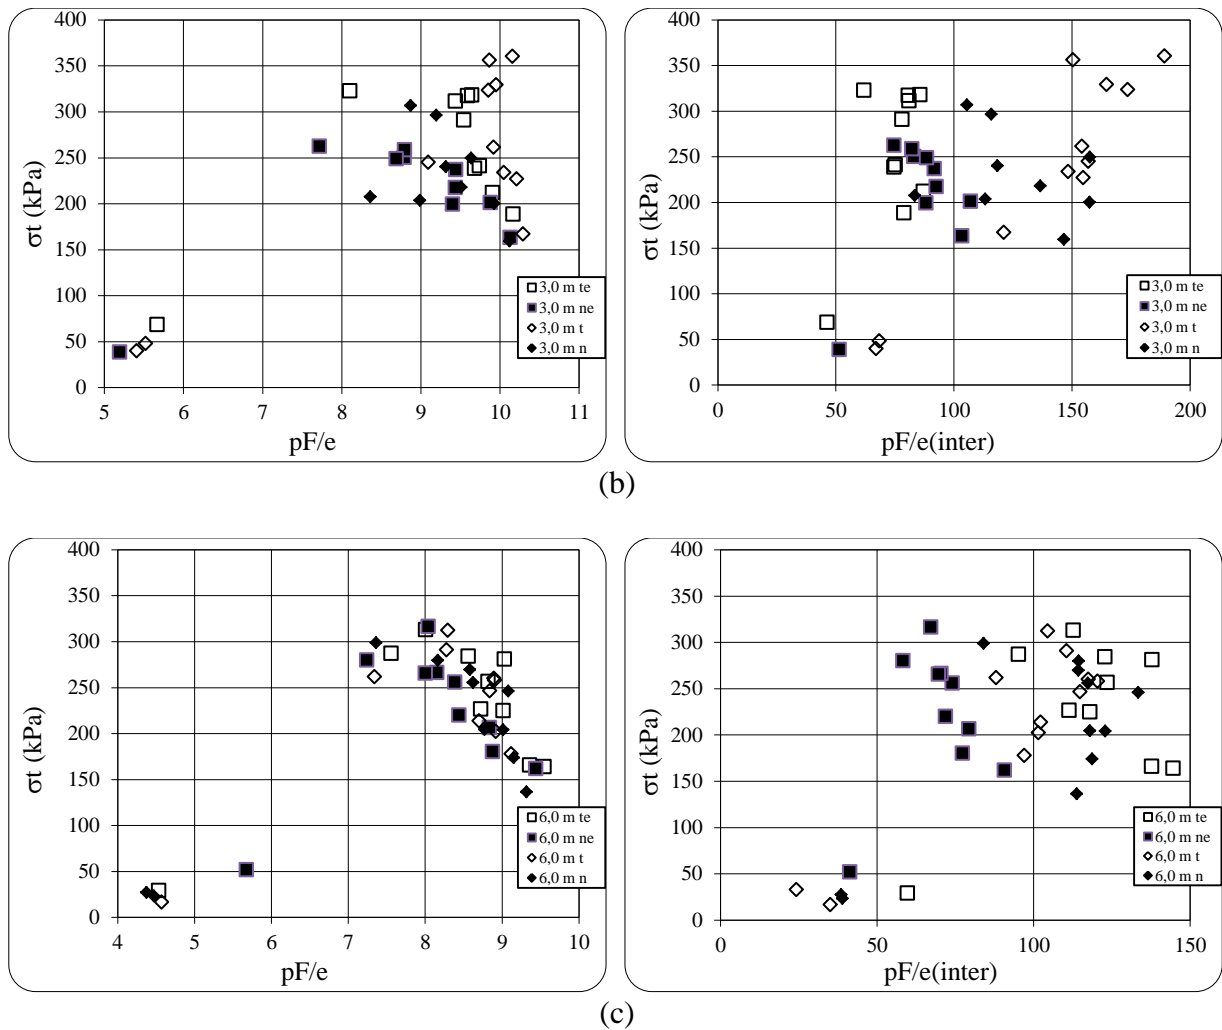 400
350
300
250
200
150
100
50
0
σt (kPa)
5 6 7 8 9 10 11
pF/e
3,0 m te
3,0 m ne
3,0 m t
3,0 m n
400
350
300
250
200
150
100
50
0
σt (kPa)
0 50 100 150 200
pF/e(inter)
3,0 m te
3,0 m ne
3,0 m t
3,0 m n
(b)
400
350
300
250
200
150
100
50
0
σt (kPa)
4 5 6 7 8 9 10
pF/e
6,0 m te
6,0 m ne
6,0 m t
6,0 m n
400
350
300
250
200
150
100
50
0
σt (kPa)
0 50 100 150
pF/e(inter)
6,0 m te
6,0 m ne
6,0 m t
6,0 m n
(c)